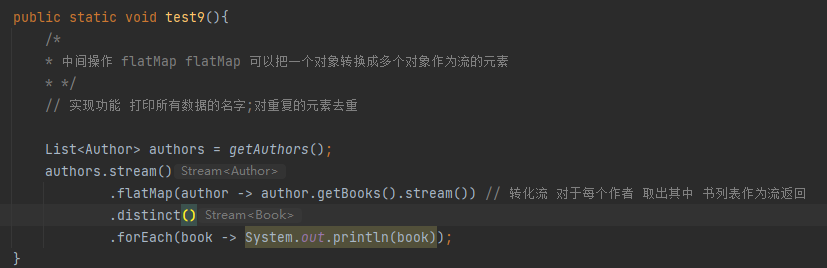 public static void test9(){
/*
* 中间操作 flatMap flatMap 可以把一个对象转换成多个对象作为流的元素
* */
// 实现功能 打印所有数据的名字;对重复的元素去重
List<Author> authors = getAuthors();
authors.stream() Stream<Author>
.flatMap(author -> author.getBooks().stream()) // 转化流 对于每个作者 取出其中 书列表作为流返回
.distinct() Stream<Book>
.forEach(book -> System.out.println(book));
}